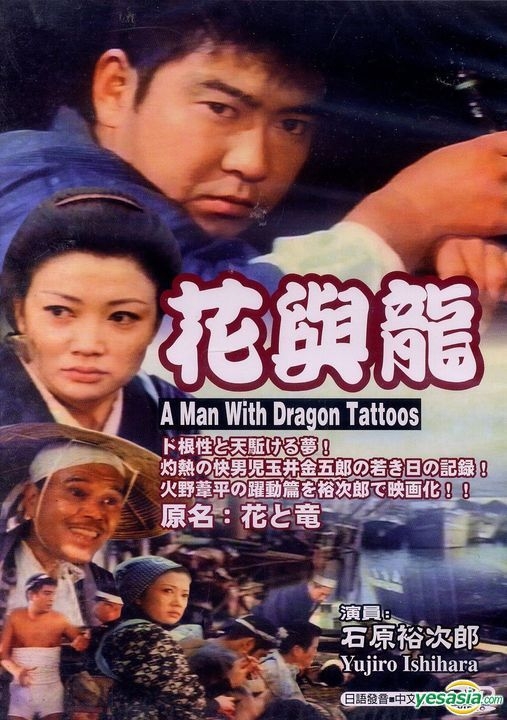 花與龍
A Man With Dragon Tattoos
ド根性と天駈ける夢！
灼熱の快男児玉井金五郎の若き日の記録！
火野葦平の躍動篇を裕次郎で映画化！！
原名：花と竜
演員：
石原裕次郎
Yujiro Ishihara
日語發音■中文
yesasia.com